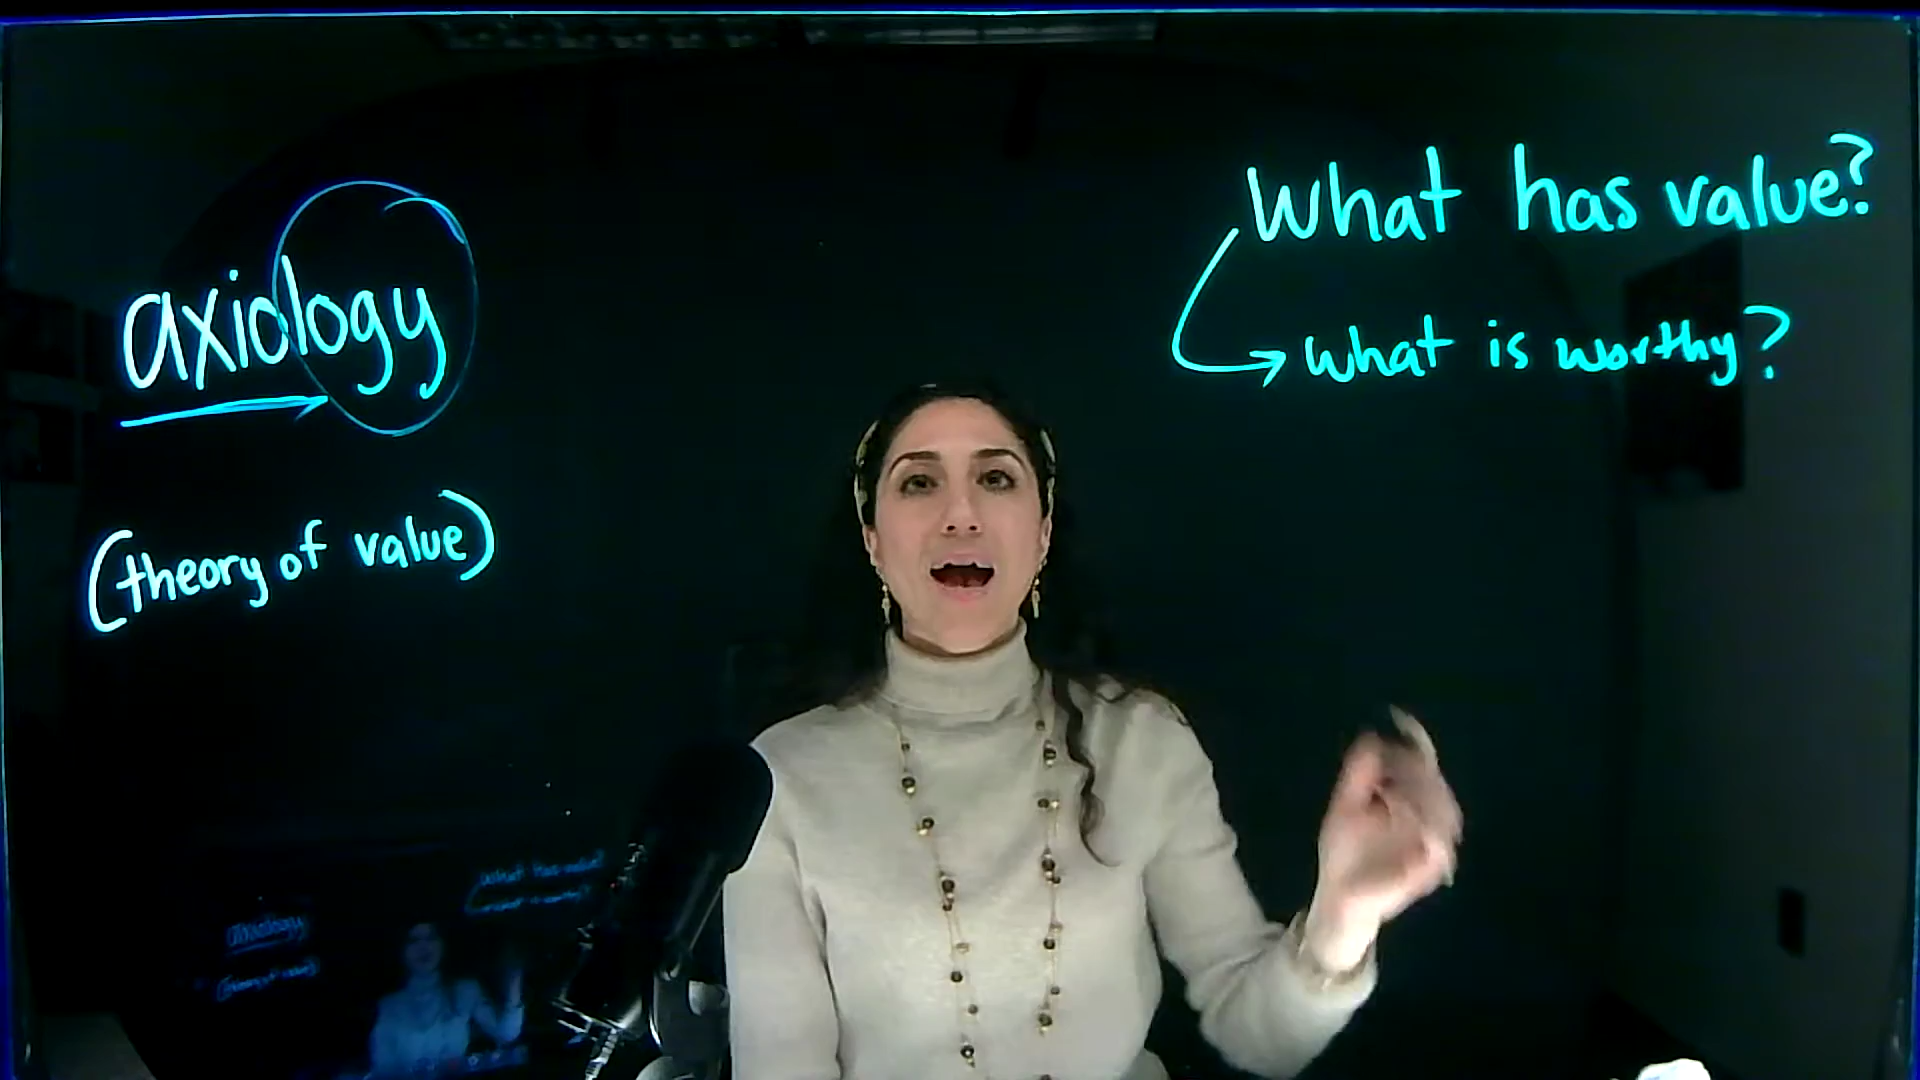 axiology
(theory of value)
What has value?
what is worthy?